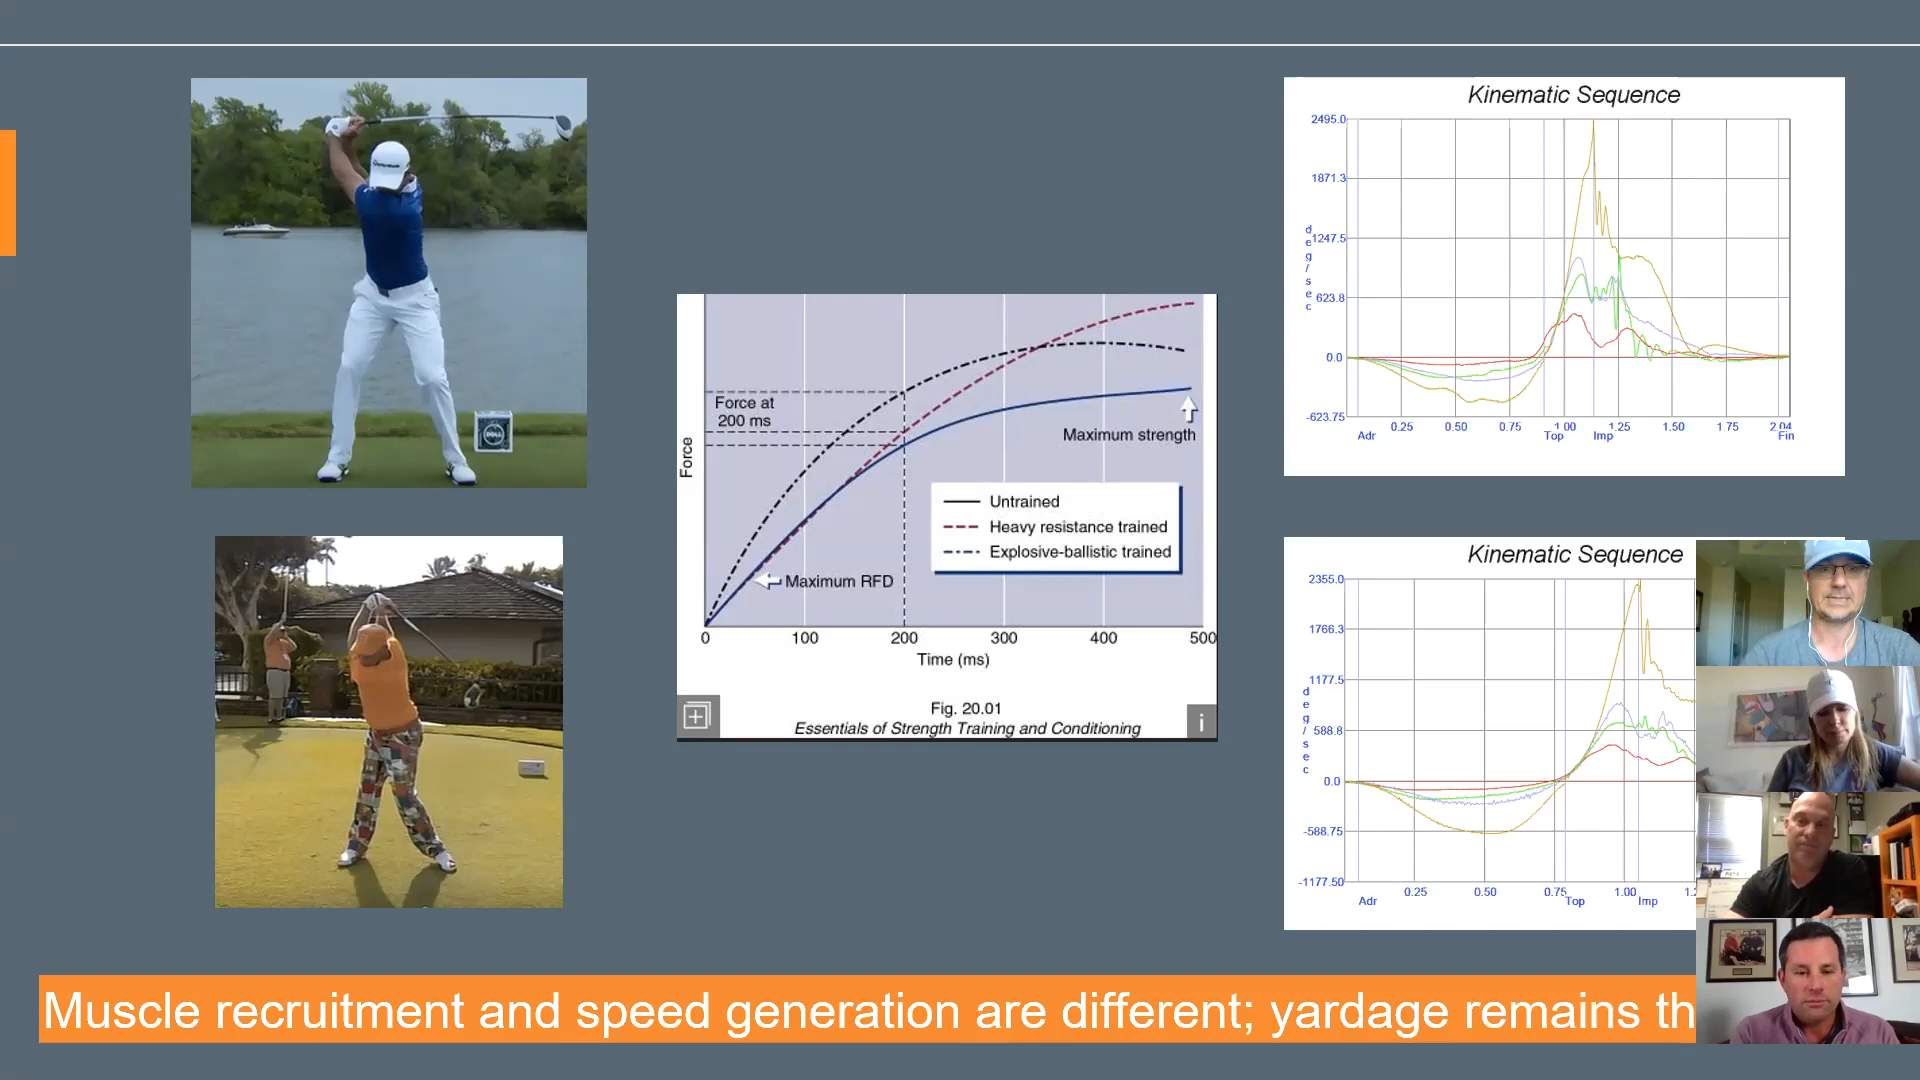 Kinematic Sequence
2495.0
1871.3
1247.5
623.8
0.0
-623.75
deg/sec
0.25
0.50
0.75
1.00
1.25
1.50
1.75
2.04
Adr
Top
Imp
Fin
DELL
Force
Force at
200 ms
Maximum strength
Untrained
Heavy resistance trained
Explosive-ballistic trained
Maximum RFD
0
100
200
300
400
500
Time (ms)
Fig. 20.01
Essentials of Strength Training and Conditioning
i
Kinematic Sequence
2355.0
1766.3
1177.5
588.8
0.0
-588.75
-1177.50
deg/sec
0.25
0.50
0.75
1.00
Adr
Top
Imp
Muscle recruitment and speed generation are different; yardage remains th